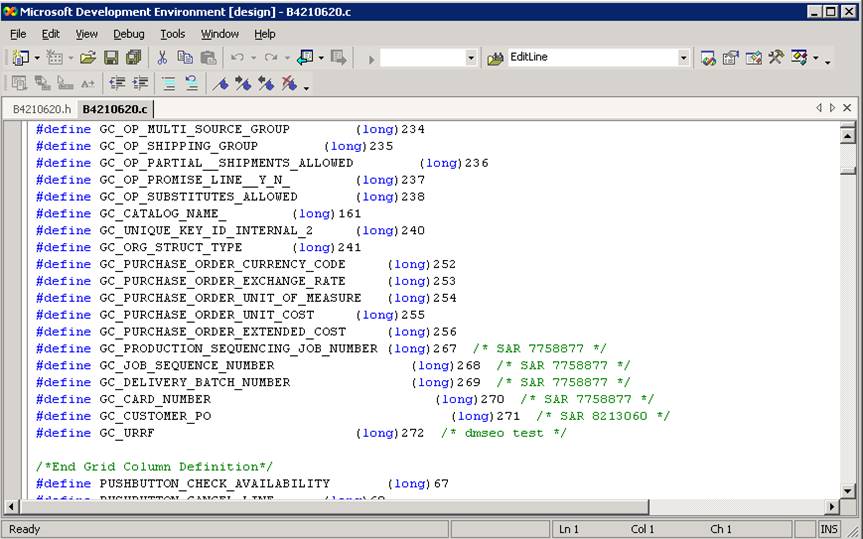 Microsoft Development Environment [design] - B4210620.c
File Edit View Debug Tools Window Help
EditLine
B4210620.h B4210620.c
#define GC_OP_MULTI_SOURCE_GROUP (long)234
#define GC_OP_SHIPPING_GROUP (long)235
#define GC_OP_PARTIAL__SHIPMENTS_ALLOWED (long)236
#define GC_OP_PROMISE_LINE__Y_N_ (long)237
#define GC_OP_SUBSTITUTES_ALLOWED (long)238
#define GC_CATALOG_NAME_ (long)161
#define GC_UNIQUE_KEY_ID_INTERNAL_2 (long)240
#define GC_ORG_STRUCT_TYPE (long)241
#define GC_PURCHASE_ORDER_CURRENCY_CODE (long)252
#define GC_PURCHASE_ORDER_EXCHANGE_RATE (long)253
#define GC_PURCHASE_ORDER_UNIT_OF_MEASURE (long)254
#define GC_PURCHASE_ORDER_UNIT_COST (long)255
#define GC_PURCHASE_ORDER_EXTENDED_COST (long)256
#define GC_PRODUCTION_SEQUENCING_JOB_NUMBER (long)267 /* SAR 7758877 */
#define GC_JOB_SEQUENCE_NUMBER (long)268 /* SAR 7758877 */
#define GC_DELIVERY_BATCH_NUMBER (long)269 /* SAR 7758877 */
#define GC_CARD_NUMBER (long)270 /* SAR 7758877 */
#define GC_CUSTOMER_PO (long)271 /* SAR 8213060 */
#define GC_URRF (long)272 /* dmseo test */
/*End Grid Column Definition*/
#define PUSHBUTTON_CHECK_AVAILABILITY (long)67
#define PUSHBUTTON_CANCEL_LINE (long)68
Ready Ln 1 Col 1 Ch 1 INS